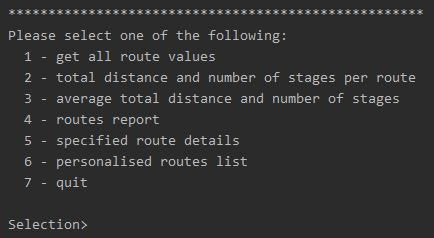 ****************************************************
Please select one of the following:
  1 - get all route values
  2 - total distance and number of stages per route
  3 - average total distance and number of stages
  4 - routes report
  5 - specified route details
  6 - personalised routes list
  7 - quit
Selection>